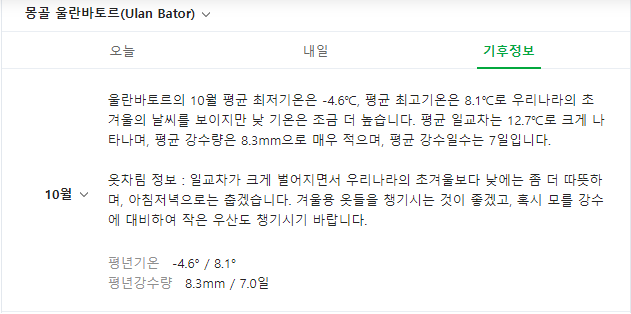 몽골 울란바토르(Ulan Bator)
오늘 내일 기후정보
울란바토르의 10월 평균 최저기온은 -4.6℃, 평균 최고기온은 8.1℃로 우리나라의 초
겨울의 날씨를 보이지만 낮 기온은 조금 더 높습니다. 평균 일교차는 12.7℃로 크게 나
타나며, 평균 강수량은 8.3mm으로 매우 적으며, 평균 강수일수는 7일입니다.
10월
옷차림 정보 : 일교차가 크게 벌어지면서 우리나라의 초겨울보다 낮에는 좀 더 따뜻하
며, 아침저녁으로는 춥겠습니다. 겨울용 옷들을 챙기시는 것이 좋겠고, 혹시 모를 강수
에 대비하여 작은 우산도 챙기시기 바랍니다.
평년기온 -4.6° / 8.1°
평년강수량 8.3mm / 7.0일